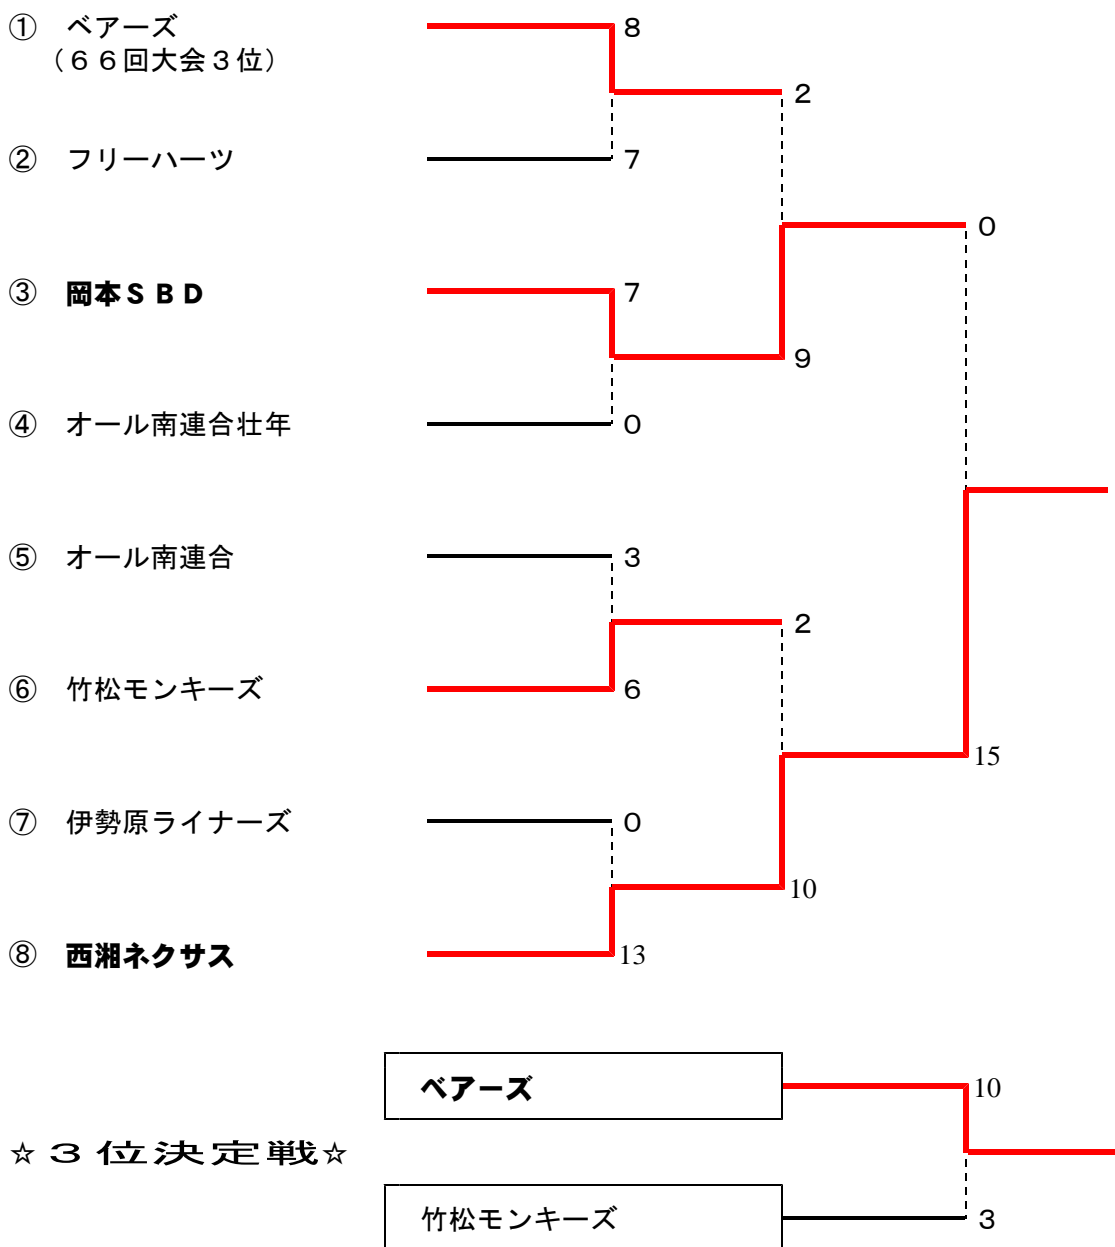 ① ベアーズ 8
（６６回大会３位）
2
② フリーハーツ 7
0
③ 岡本ＳＢＤ 7
9
④ オール南連合壮年 0
⑤ オール南連合 3
2
⑥ 竹松モンキーズ 6
15
⑦ 伊勢原ライナーズ 0
10
⑧ 西湘ネクサス 13
ベアーズ 10
☆３位決定戦☆
竹松モンキーズ 3